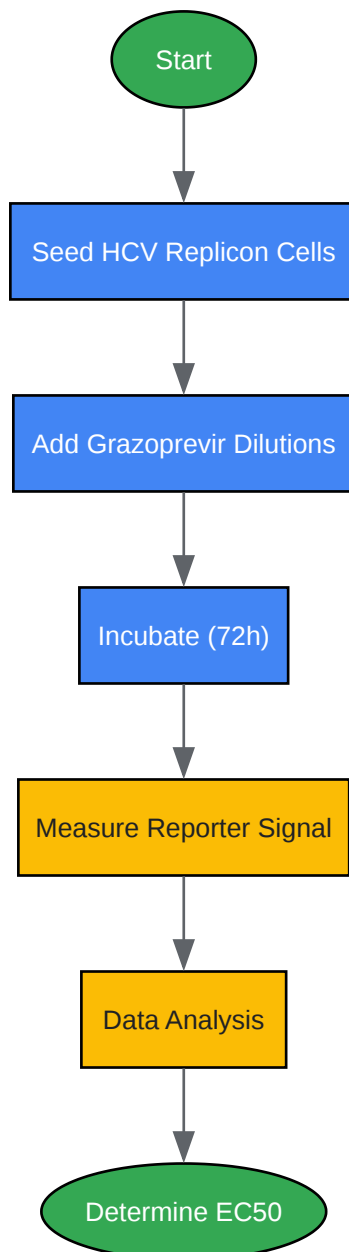 Start
Seed HCV Replicon Cells
Add Grazoprevir Dilutions
Incubate (72h)
Measure Reporter Signal
Data Analysis
Determine EC50